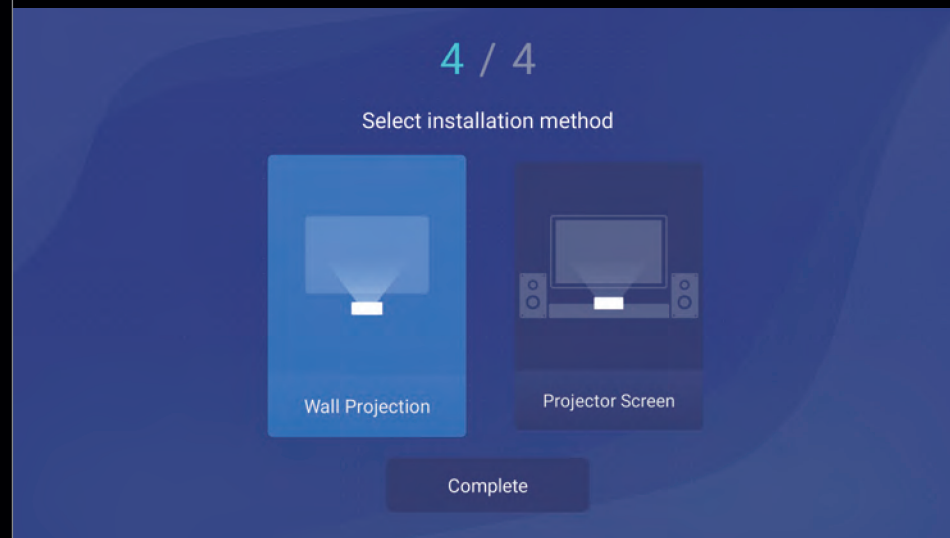 4 / 4
Select installation method
Wall Projection
Projector Screen
Complete